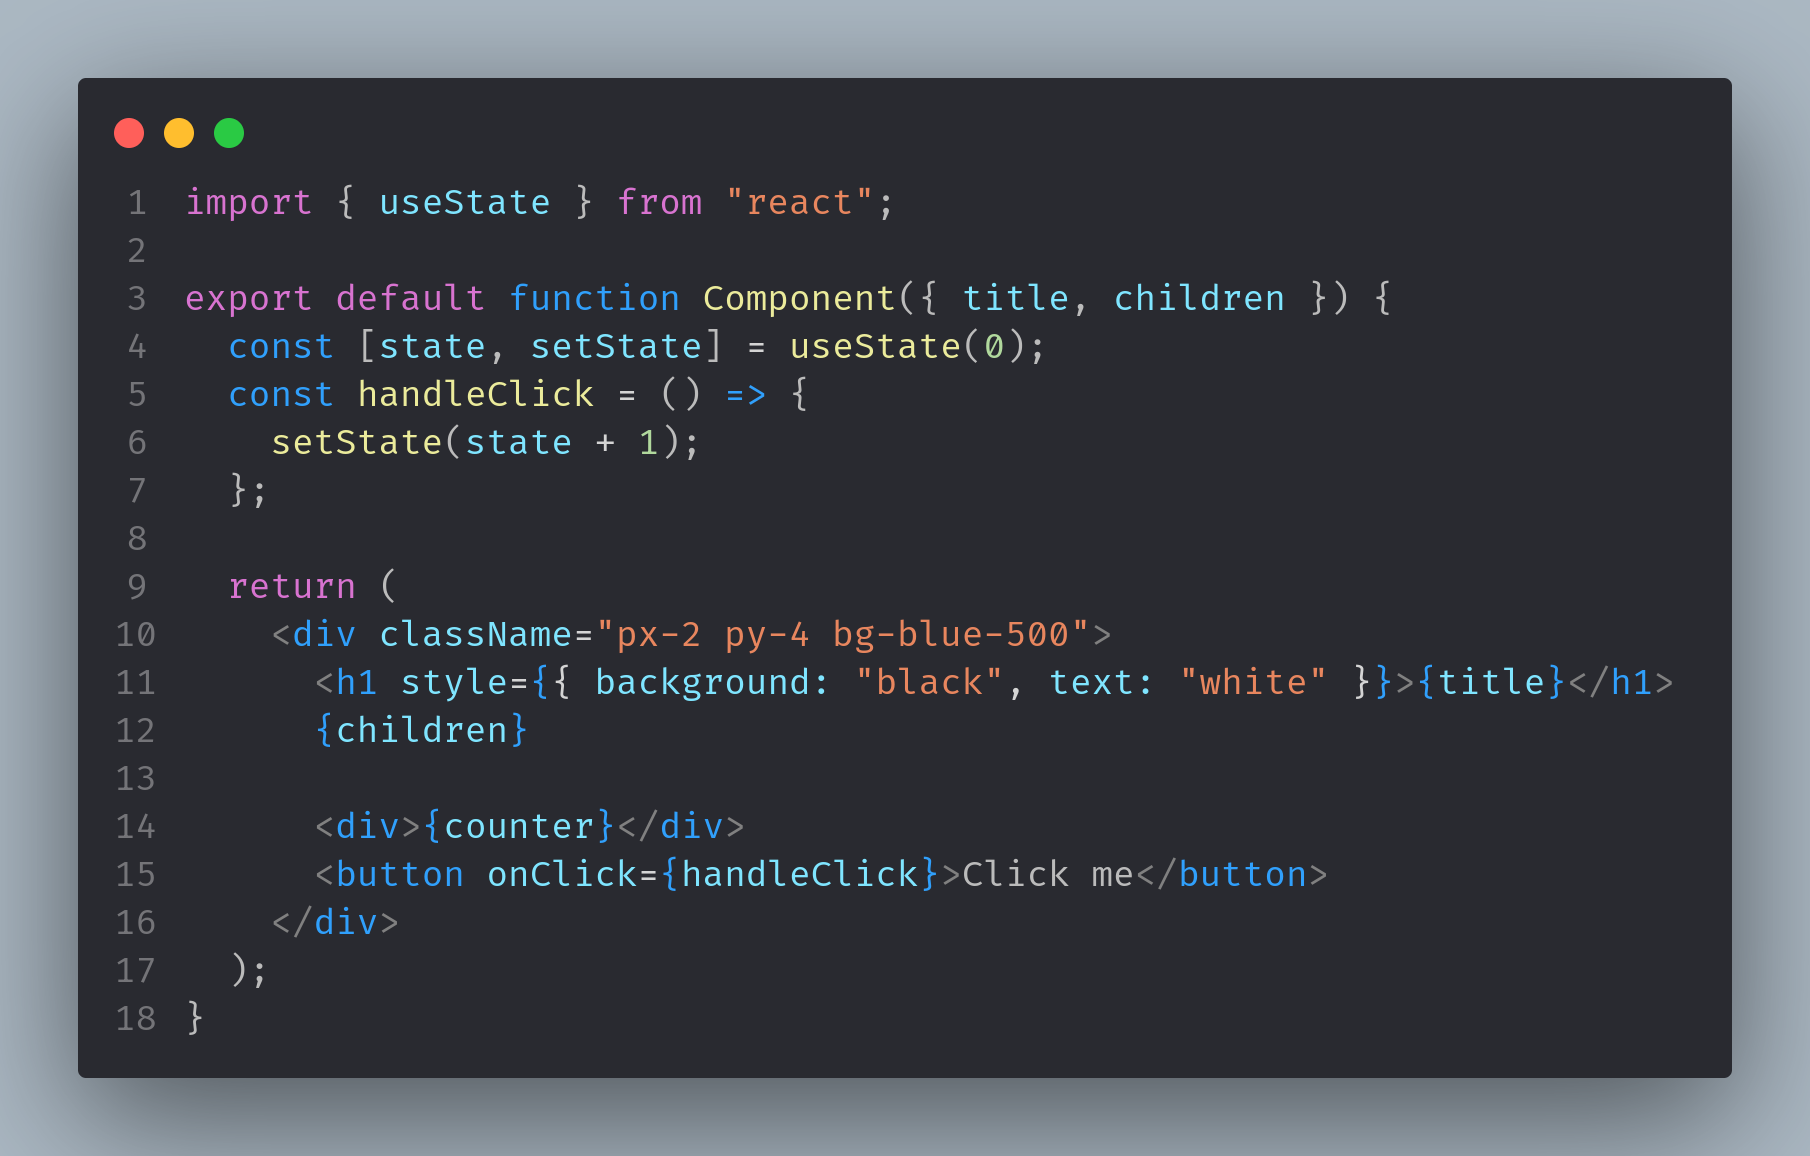 1 import { useState } from "react";
2
3 export default function Component({ title, children }) {
4   const [state, setState] = useState(0);
5   const handleClick = () => {
6     setState(state + 1);
7   };
8
9   return (
10     <div className="px-2 py-4 bg-blue-500">
11       <h1 style={{ background: "black", text: "white" }}>{title}</h1>
12       {children}
13
14       <div>{counter}</div>
15       <button onClick={handleClick}>Click me</button>
16     </div>
17   );
18 }